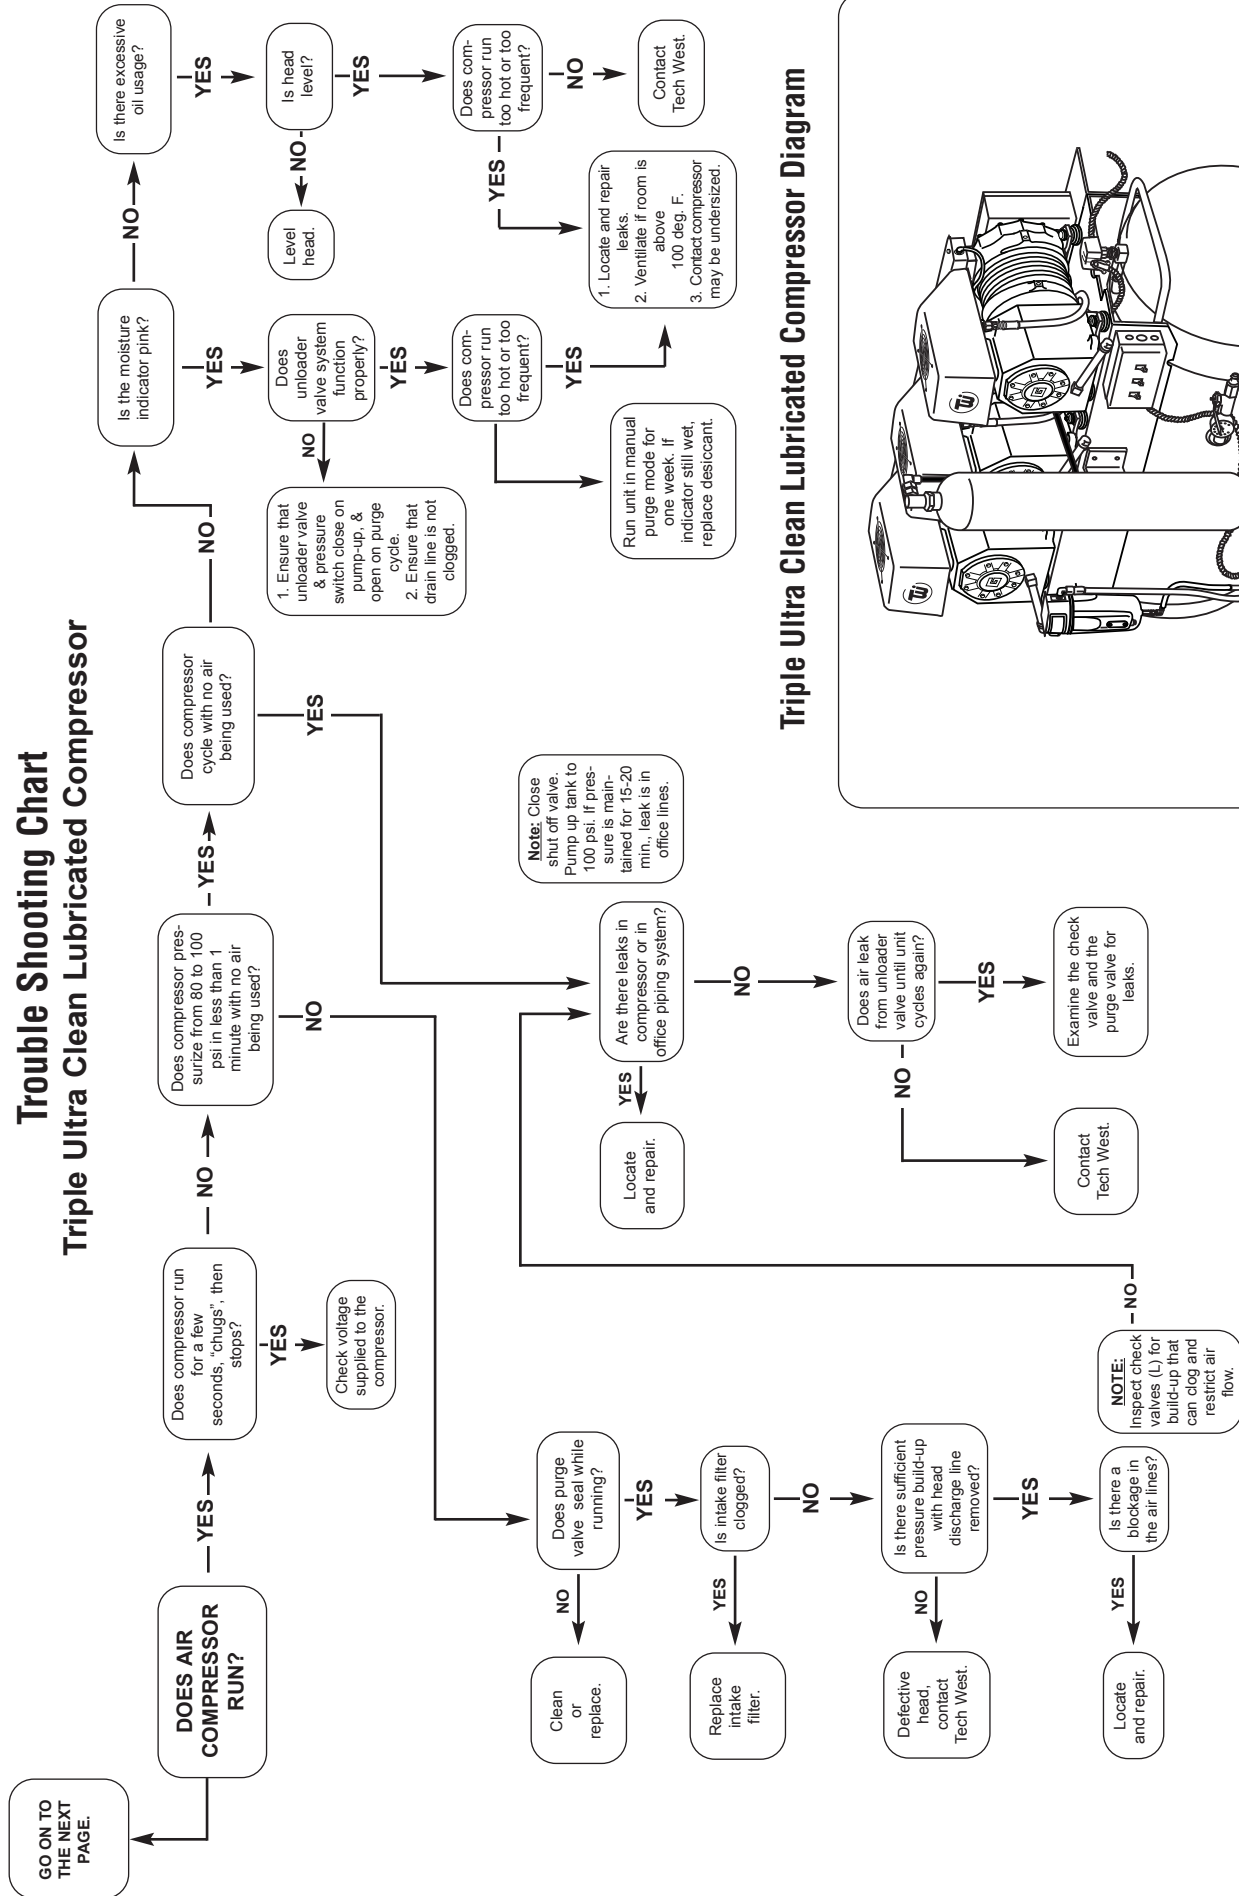 Trouble Shooting Chart
Triple Ultra Clean Lubricated Compressor
GO ON TO
THE NEXT
PAGE.
DOES AIR
COMPRESSOR
RUN?
YES
Does compressor run
for a few
seconds, “chugs”, then
stops?
YES
Check voltage
supplied to the
compressor.
NO
Does compressor pres-
surize from 80 to 100
psi in less than 1
minute with no air
being used?
NO
YES
Does compressor
cycle with no air
being used?
YES
NO
Is the moisture
indicator pink?
NO
Is there excessive
oil usage?
YES
Is head
level?
NO
Level
head.
YES
Does com-
pressor run
too hot or too
frequent?
NO
Contact
Tech West.
YES
1. Locate and repair
leaks.
2. Ventilate if room is
above
100 deg. F.
3. Contact compressor
may be undersized.
YES
Does
unloader
valve system
function
properly?
NO
1. Ensure that
unloader valve
& pressure
switch close on
pump-up, &
open on purge
cycle.
2. Ensure that
drain line is not
clogged.
YES
Does com-
pressor run
too hot or too
frequent?
YES
Run unit in manual
purge mode for
one week. If
indicator still wet,
replace desiccant.
Does purge
valve seal while
running?
NO
Clean
or
replace.
YES
Is intake filter
clogged?
YES
Replace
intake
filter.
NO
Is there sufficient
pressure build-up
with head
discharge line
removed?
NO
Defective
head,
contact
Tech West.
YES
Is there a
blockage in
the air lines?
YES
Locate
and repair.
NOTE:
Inspect check
valves (L) for
build-up that
can clog and
restrict air
flow.
NO
Are there leaks in
compressor or in
office piping system?
YES
Locate
and repair.
Note: Close
shut off valve.
Pump up tank to
100 psi. If pres-
sure is main-
tained for 15-20
min., leak is in
office lines.
NO
Does air leak
from unloader
valve until unit
cycles again?
NO
Contact
Tech West.
YES
Examine the check
valve and the
purge valve for
leaks.
Triple Ultra Clean Lubricated Compressor Diagram
TW
TW